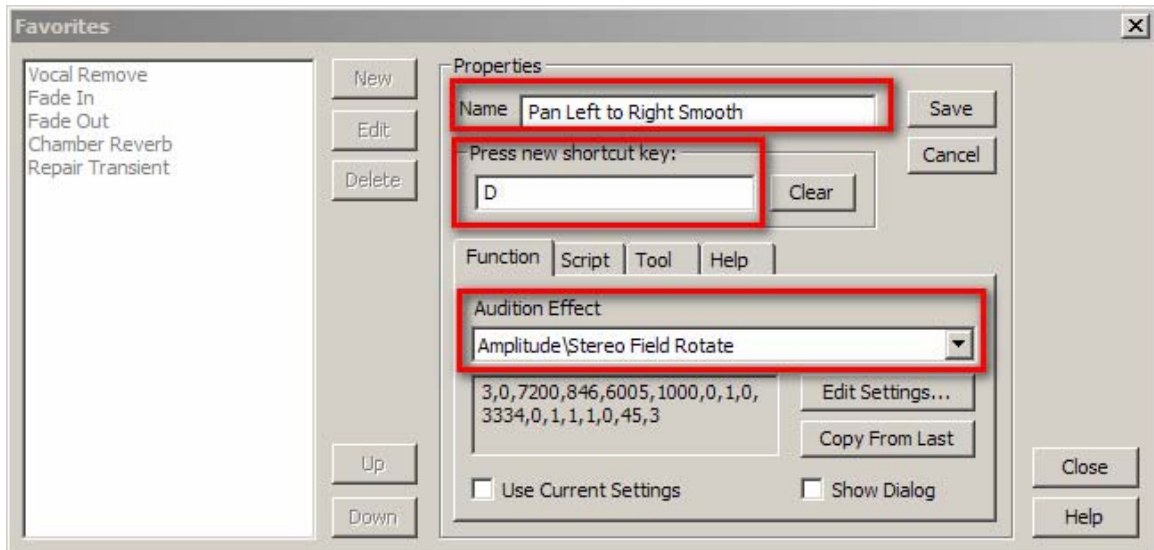 Favorites
Vocal Remove
Fade In
Fade Out
Chamber Reverb
Repair Transient
New
Edit
Delete
Up
Down
Properties
Name Pan Left to Right Smooth
Save
Press new shortcut key:
Cancel
D
Clear
Function Script Tool Help
Audition Effect
Amplitude\Stereo Field Rotate
3,0,7200,846,6005,1000,0,1,0,
3334,0,1,1,1,0,45,3
Edit Settings...
Copy From Last
Use Current Settings
Show Dialog
Close
Help